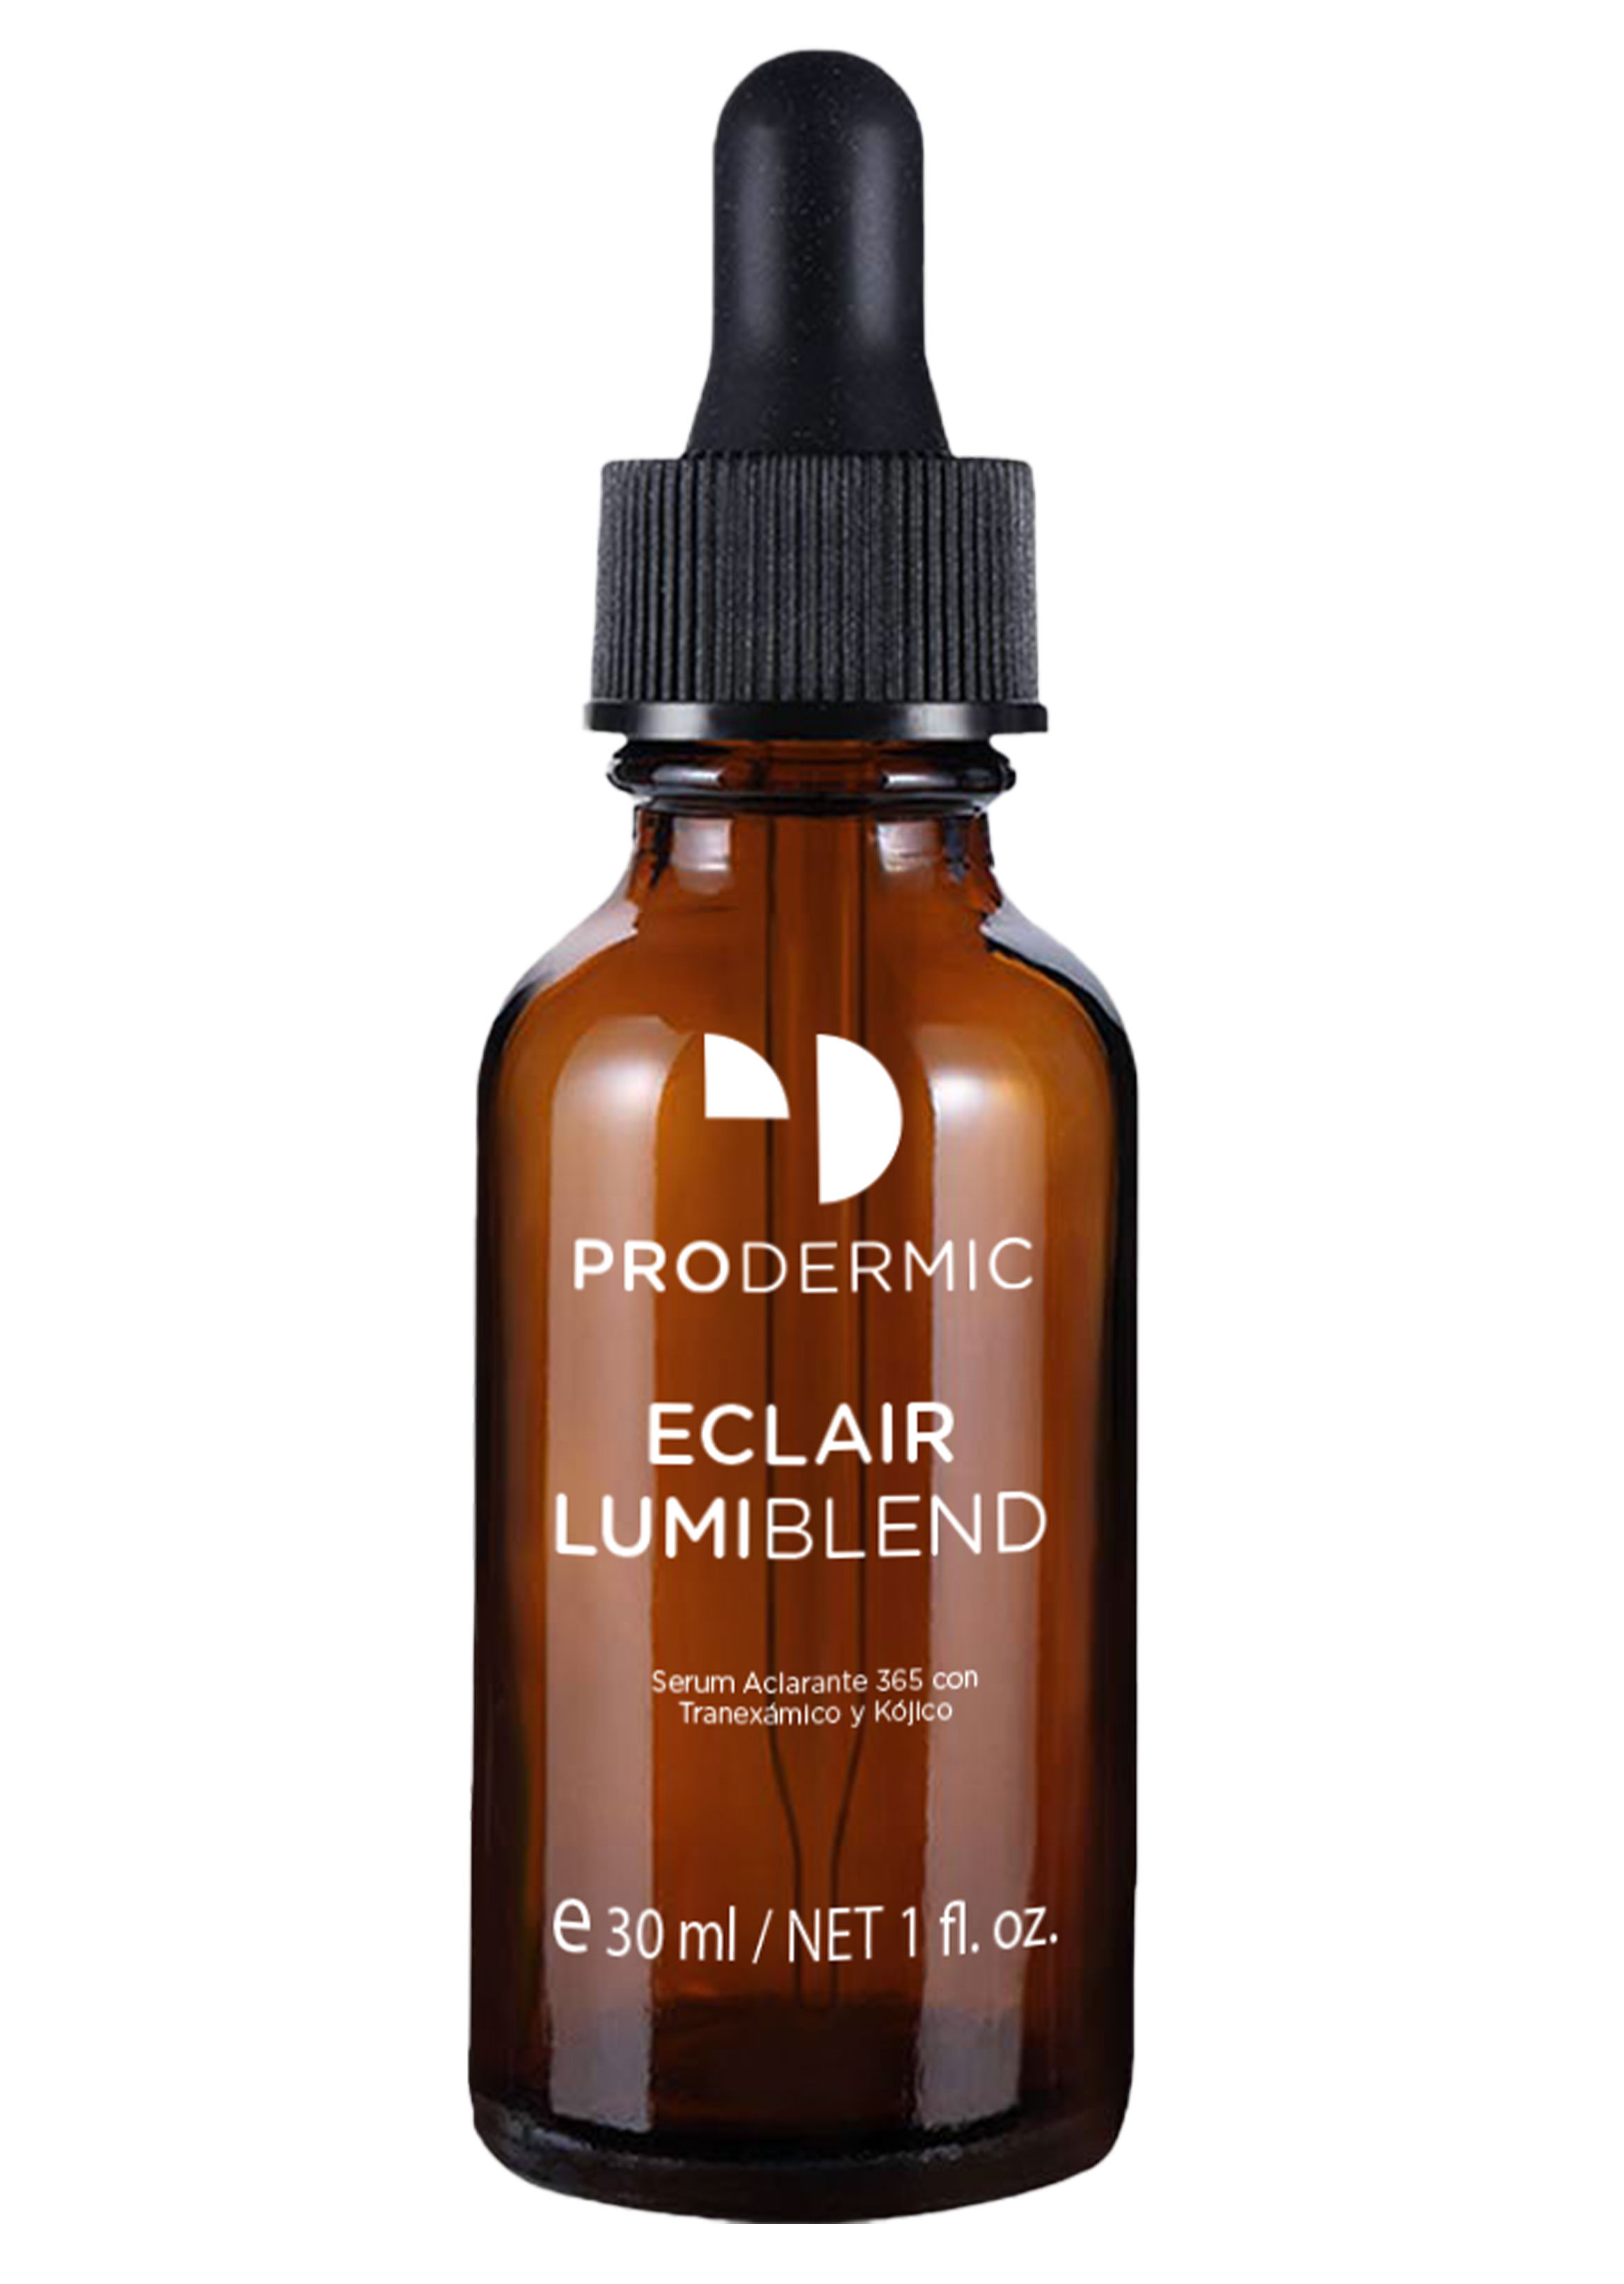 PRODERMIC
ECLAIR
LUMIBLEND
Serum Aclarante 365 con
Tranexámico y Kójico
e 30 ml / NET 1 fl. oz.